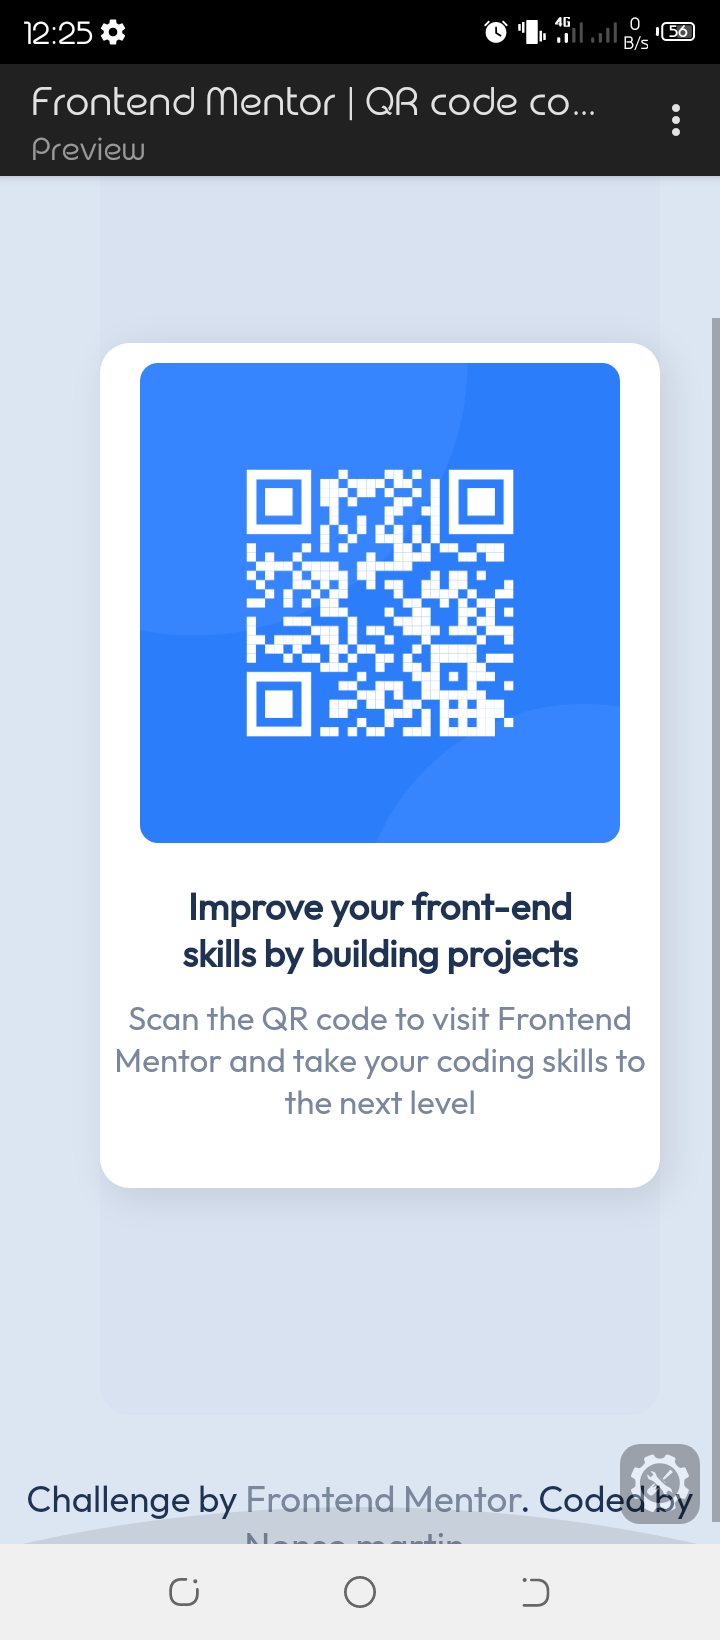 12:25
4G
0
B/s
56
Frontend Mentor | QR code co...
Preview
Improve your front-end
skills by building projects
Scan the QR code to visit Frontend
Mentor and take your coding skills to
the next level
Challenge by Frontend Mentor. Coded by
Nonso martin